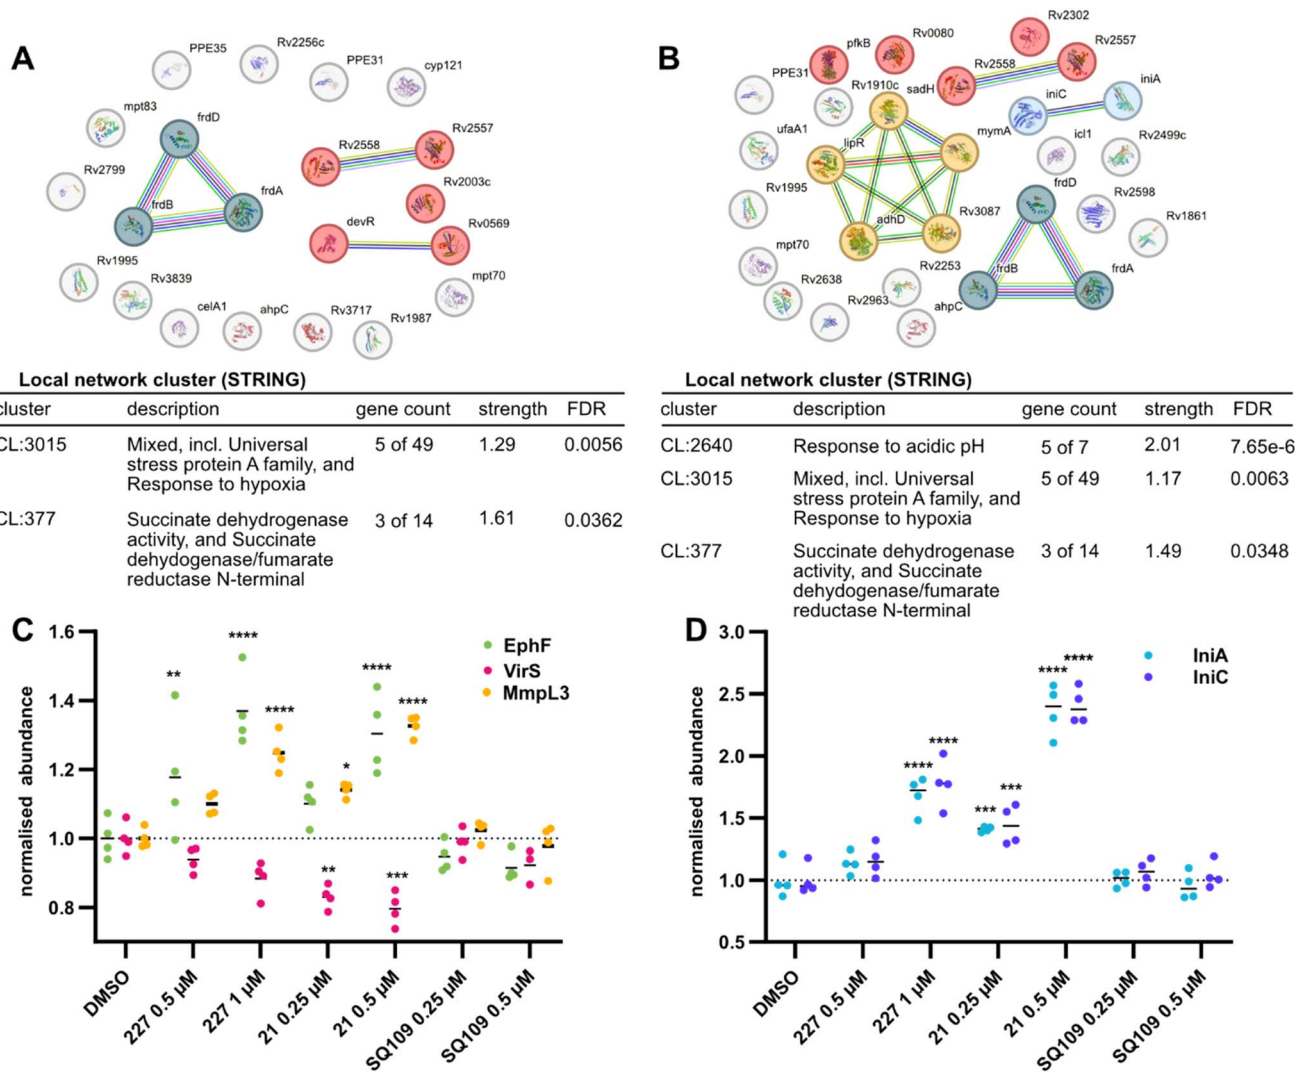 A
PPE35
Rv2256c
PPE31
cyp121
mpt83
frdD
Rv2557
Rv2558
Rv2799
Rv2003c
frdA
frdB
devR
Rv0569
Rv1995
Rv3839
mpt70
celA1
ahpC
Rv3717
Rv1987
Local network cluster (STRING)
cluster description gene count strength FDR
CL:3015 Mixed, incl. Universal 5 of 49 1.29 0.0056
stress protein A family, and
Response to hypoxia
CL:377 Succinate dehydrogenase 3 of 14 1.61 0.0362
activity, and Succinate
dehydogenase/fumarate
reductase N-terminal
B
Rv2302
pfkB
Rv0080
Rv2557
Rv2558
PPE31
Rv1910c
sadH
iniC
iniA
ufaA1
lipR
mymA
icl1
Rv2499c
Rv1995
frdD
Rv2598
adhD
Rv3087
Rv1861
mpt70
Rv2638
Rv2253
frdB
frdA
Rv2963
ahpC
Local network cluster (STRING)
cluster description gene count strength FDR
CL:2640 Response to acidic pH 5 of 7 2.01 7.65e-6
CL:3015 Mixed, incl. Universal 5 of 49 1.17 0.0063
stress protein A family, and
Response to hypoxia
CL:377 Succinate dehydrogenase 3 of 14 1.49 0.0348
activity, and Succinate
dehydogenase/fumarate
reductase N-terminal
C
normalised abundance
1.6
1.4
1.2
1.0
0.8
**
****
****
*
**
****
***
****
EphF
VirS
MmpL3
DMSO
227 0.5 µM
227 1 µM
21 0.25 µM
21 0.5 µM
SQ109 0.25 µM
SQ109 0.5 µM
D
normalised abundance
3.0
2.5
2.0
1.5
1.0
0.5
****
****
***
***
****
****
IniA
IniC
DMSO
227 0.5 µM
227 1 µM
21 0.25 µM
21 0.5 µM
SQ109 0.25 µM
SQ109 0.5 µM